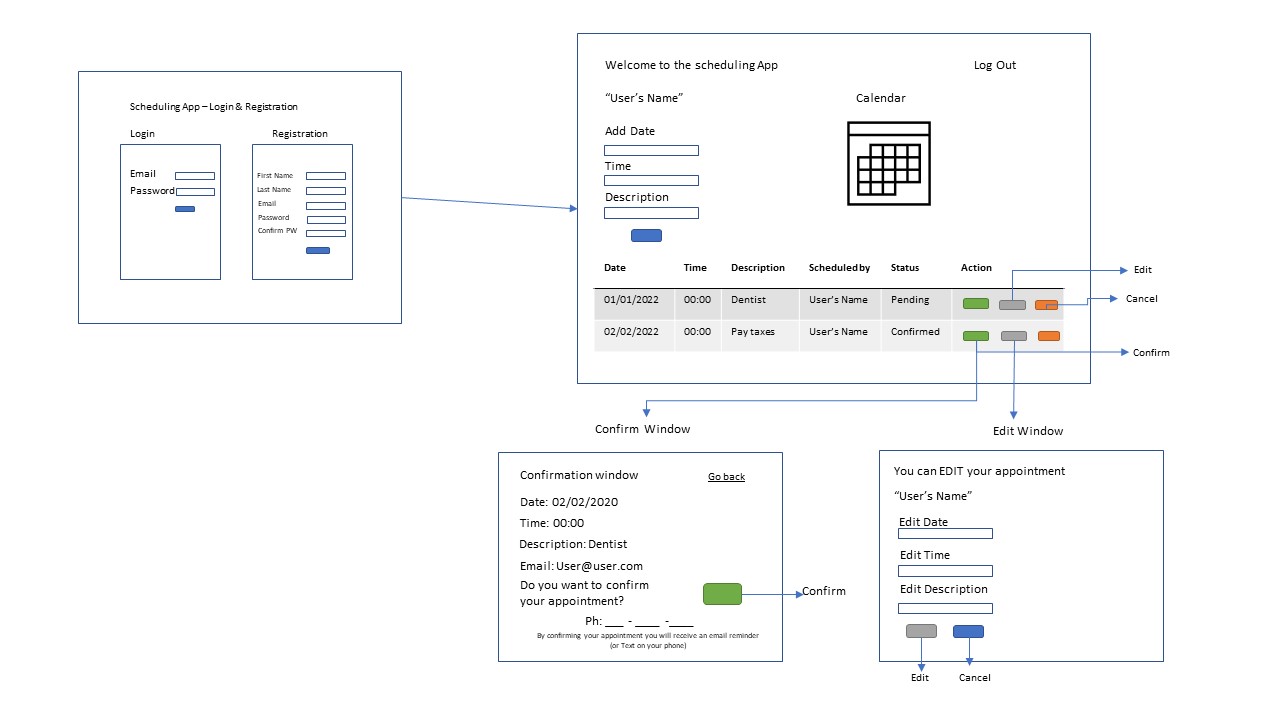 Scheduling App – Login & Registration
Login
Registration
Email
Password
First Name
Last Name
Email
Password
Confirm PW
Welcome to the scheduling App
Log Out
“User’s Name”
Calendar
Add Date
Time
Description
Date Time Description Scheduled by Status Action
01/01/2022 00:00 Dentist User’s Name Pending
02/02/2022 00:00 Pay taxes User’s Name Confirmed
Edit
Cancel
Confirm
Confirm Window
Edit Window
Confirmation window
Go back
Date: 02/02/2020
Time: 00:00
Description: Dentist
Email: User@user.com
Do you want to confirm
your appointment?
Confirm
Ph: ___ - ____ -____
By confirming your appointment you will receive an email reminder
(or Text on your phone)
You can EDIT your appointment
“User’s Name”
Edit Date
Edit Time
Edit Description
Edit
Cancel